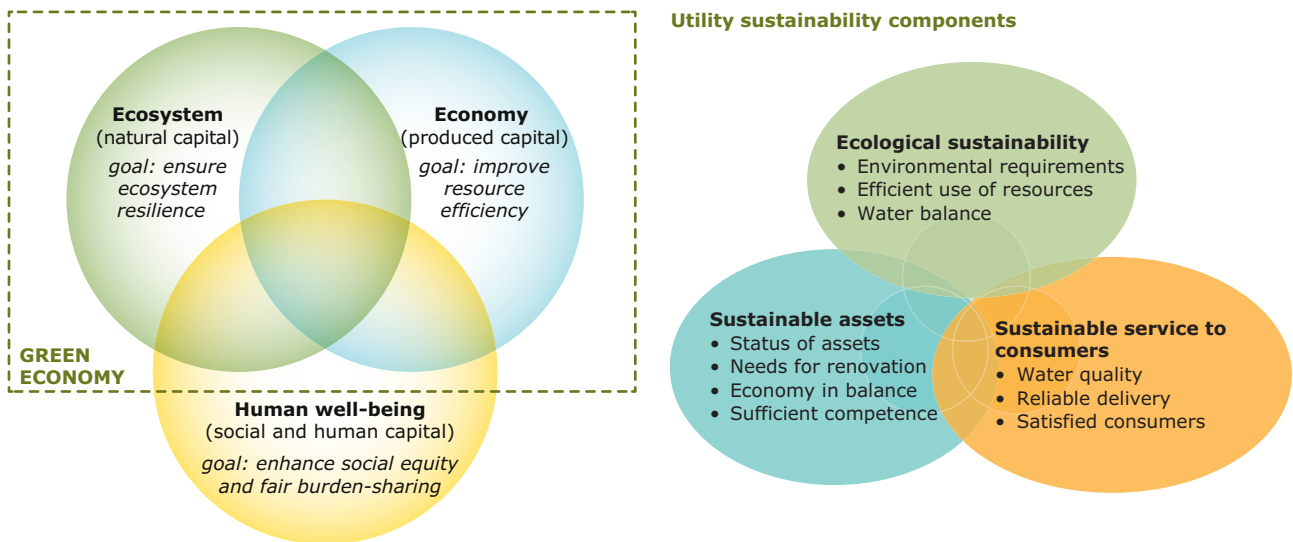 Ecosystem
(natural capital)
goal: ensure
ecosystem
resilience
Economy
(produced capital)
goal: improve
resource
efficiency
GREEN
ECONOMY
Human well-being
(social and human capital)
goal: enhance social equity
and fair burden-sharing
Utility sustainability components
Ecological sustainability
• Environmental requirements
• Efficient use of resources
• Water balance
Sustainable assets
• Status of assets
• Needs for renovation
• Economy in balance
• Sufficient competence
Sustainable service to
consumers
• Water quality
• Reliable delivery
• Satisfied consumers